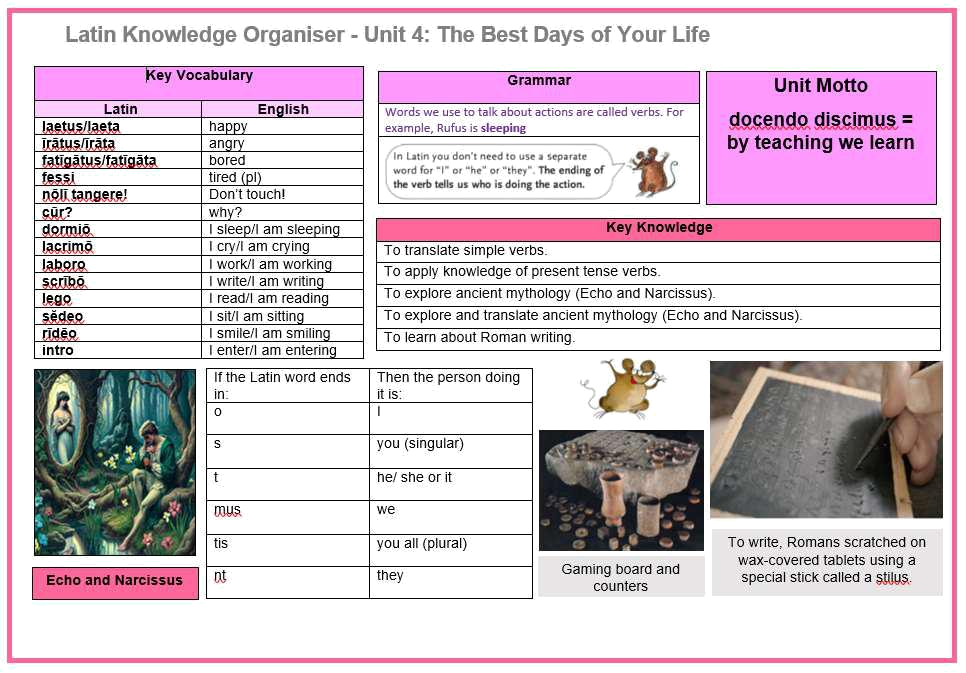 Latin Knowledge Organiser - Unit 4: The Best Days of Your Life
Key Vocabulary
Latin English
laetus/laeta happy
īrātus/īrāta angry
fatīgātus/fatīgāta bored
fessi tired (pl)
nōlī tangere! Don't touch!
cūr? why?
dormiō I sleep/I am sleeping
lacrimō I cry/I am crying
laboro I work/I am working
scrībō I write/I am writing
lego I read/I am reading
sĕdeo I sit/I am sitting
rīdēo I smile/I am smiling
intro I enter/I am entering
Grammar
Words we use to talk about actions are called verbs. For
example, Rufus is sleeping
In Latin you don't need to use a separate
word for "I" or "he" or "they". The ending of
the verb tells us who is doing the action.
Unit Motto
docendo discimus =
by teaching we learn
Key Knowledge
To translate simple verbs.
To apply knowledge of present tense verbs.
To explore ancient mythology (Echo and Narcissus).
To explore and translate ancient mythology (Echo and Narcissus).
To learn about Roman writing.
Echo and Narcissus
If the Latin word ends
in:
Then the person doing
it is:
o I
s you (singular)
t he/ she or it
mus we
tis you all (plural)
nt they
Gaming board and
counters
To write, Romans scratched on
wax-covered tablets using a
special stick called a stilus.